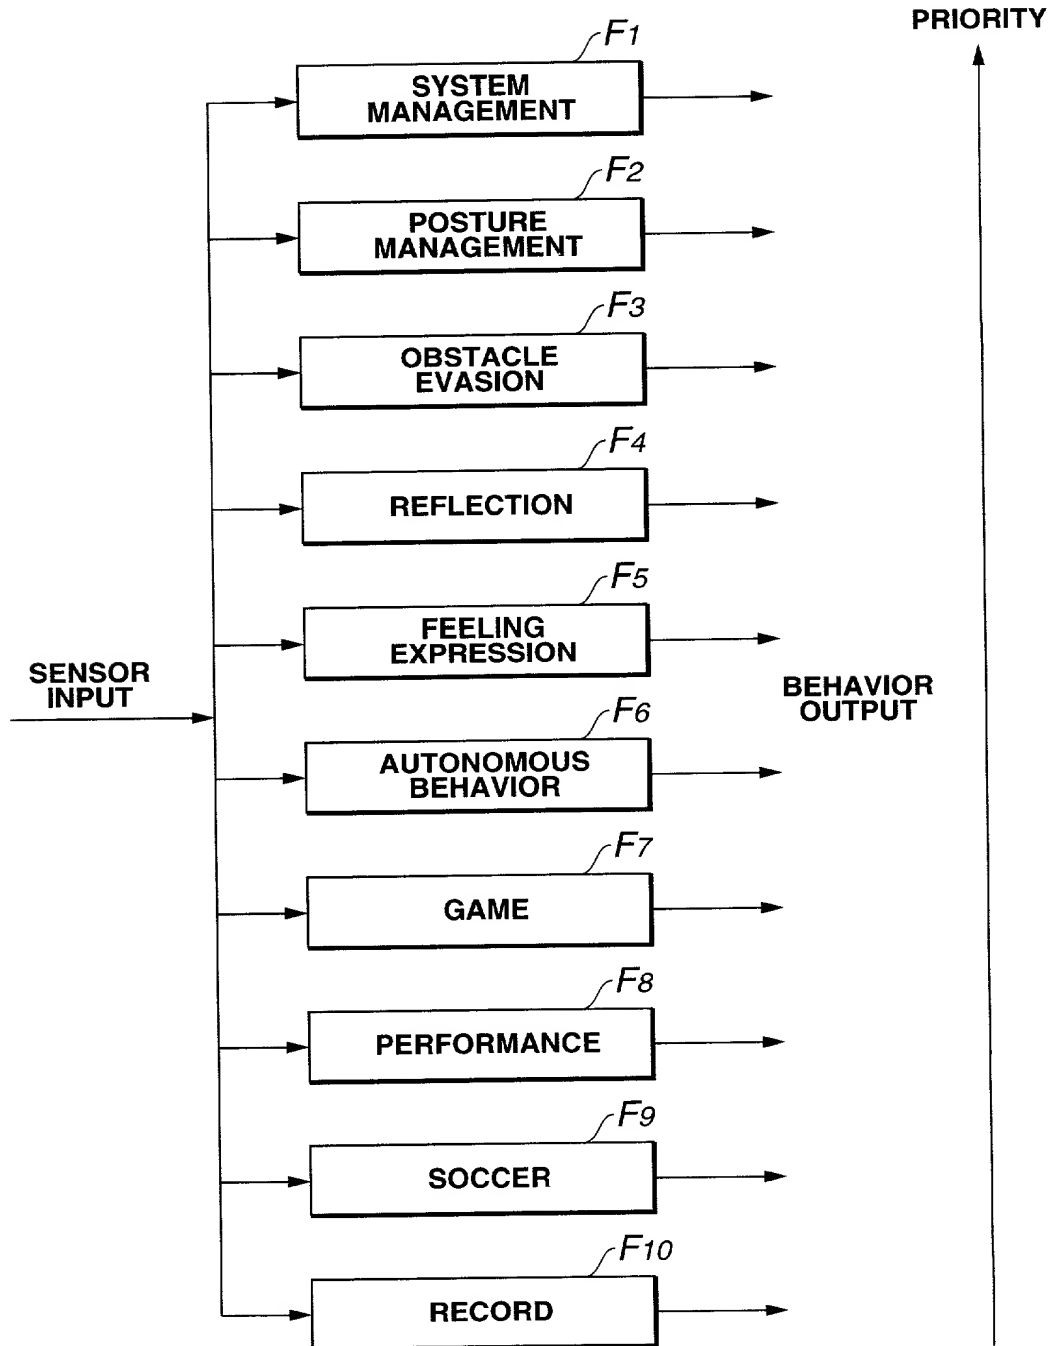 PRIORITY
F1
SYSTEM
MANAGEMENT
F2
POSTURE
MANAGEMENT
F3
OBSTACLE
EVASION
F4
REFLECTION
F5
FEELING
EXPRESSION
SENSOR
INPUT
BEHAVIOR
OUTPUT
F6
AUTONOMOUS
BEHAVIOR
F7
GAME
F8
PERFORMANCE
F9
SOCCER
F10
RECORD